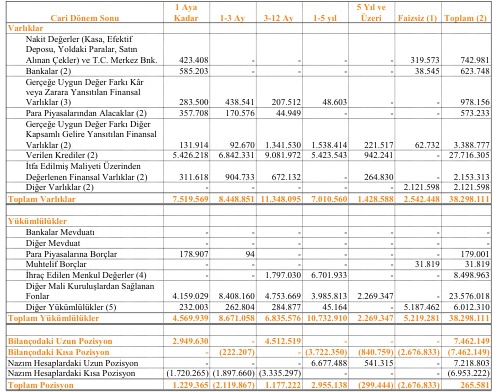 Cari Dönem Sonu 1 Aya Kadar 1-3 Ay 3-12 Ay 1-5 yıl 5 Yıl ve Üzeri Faizsiz (1) Toplam (2)
Varlıklar
Nakit Değerler (Kasa, Efektif
Deposu, Yoldaki Paralar, Satın
Alınan Çekler) ve T.C. Merkez Bnk. 423.408 - - - - 319.573 742.981
Bankalar (2) 585.203 - - - - 38.545 623.748
Gerçeğe Uygun Değer Farkı Kâr
veya Zarara Yansıtılan Finansal
Varlıklar (3) 283.500 438.541 207.512 48.603 - - 978.156
Para Piyasalarından Alacaklar (2) 357.708 170.576 44.949 - - - 573.233
Gerçeğe Uygun Değer Farkı Diğer
Kapsamlı Gelire Yansıtılan Finansal
Varlıklar (2) 131.914 92.670 1.341.530 1.538.414 221.517 62.732 3.388.777
Verilen Krediler (2) 5.426.218 6.842.331 9.081.972 5.423.543 942.241 - 27.716.305
İtfa Edilmiş Maliyeti Üzerinden
Değerlenen Finansal Varlıklar (2) 311.618 904.733 672.132 - 264.830 - 2.153.313
Diğer Varlıklar (2) - - - - - 2.121.598 2.121.598
Toplam Varlıklar 7.519.569 8.448.851 11.348.095 7.010.560 1.428.588 2.542.448 38.298.111
Yükümlülükler
Bankalar Mevduatı - - - - - - -
Diğer Mevduat - - - - - - -
Para Piyasalarına Borçlar 178.907 94 - - - - 179.001
Muhtelif Borçlar - - - - - 31.819 31.819
İhraç Edilen Menkul Değerler (4) - - 1.797.030 6.701.933 - - 8.498.963
Diğer Mali Kuruluşlardan Sağlanan
Fonlar 4.159.029 8.408.160 4.753.669 3.985.813 2.269.347 - 23.576.018
Diğer Yükümlülükler (5) 232.003 262.804 284.877 45.164 - 5.187.462 6.012.310
Toplam Yükümlülükler 4.569.939 8.671.058 6.835.576 10.732.910 2.269.347 5.219.281 38.298.111
Bilançodaki Uzun Pozisyon 2.949.630 - 4.512.519 - - - 7.462.149
Bilançodaki Kısa Pozisyon - (222.207) - (3.722.350) (840.759) (2.676.833) (7.462.149)
Nazım Hesaplardaki Uzun Pozisyon - - - 6.677.488 541.315 - 7.218.803
Nazım Hesaplardaki Kısa Pozisyon (1.720.265) (1.897.660) (3.335.297) - - - (6.953.222)
Toplam Pozisyon 1.229.365 (2.119.867) 1.177.222 2.955.138 (299.444) (2.676.833) 265.581